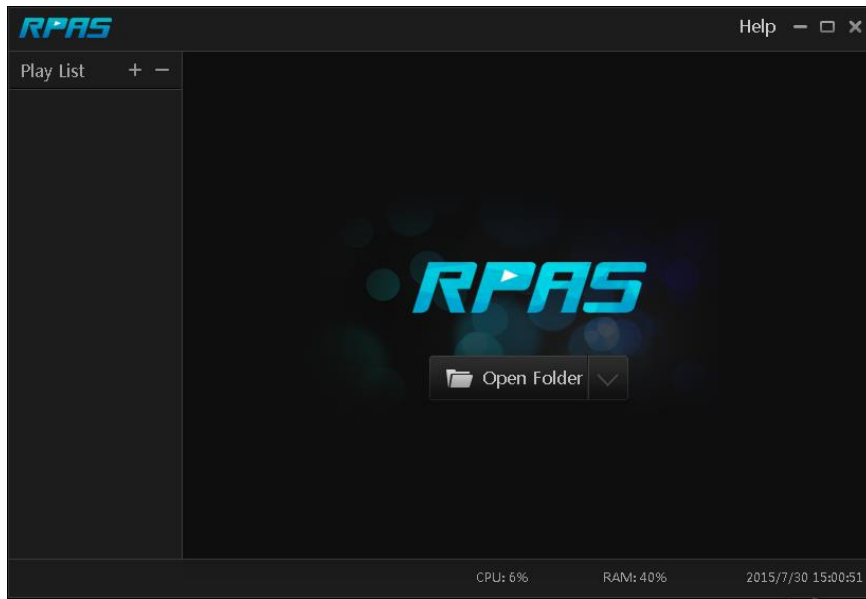 RPAS
Help
Play List + −
RPAS
Open Folder
CPU: 6% RAM: 40% 2015/7/30 15:00:51